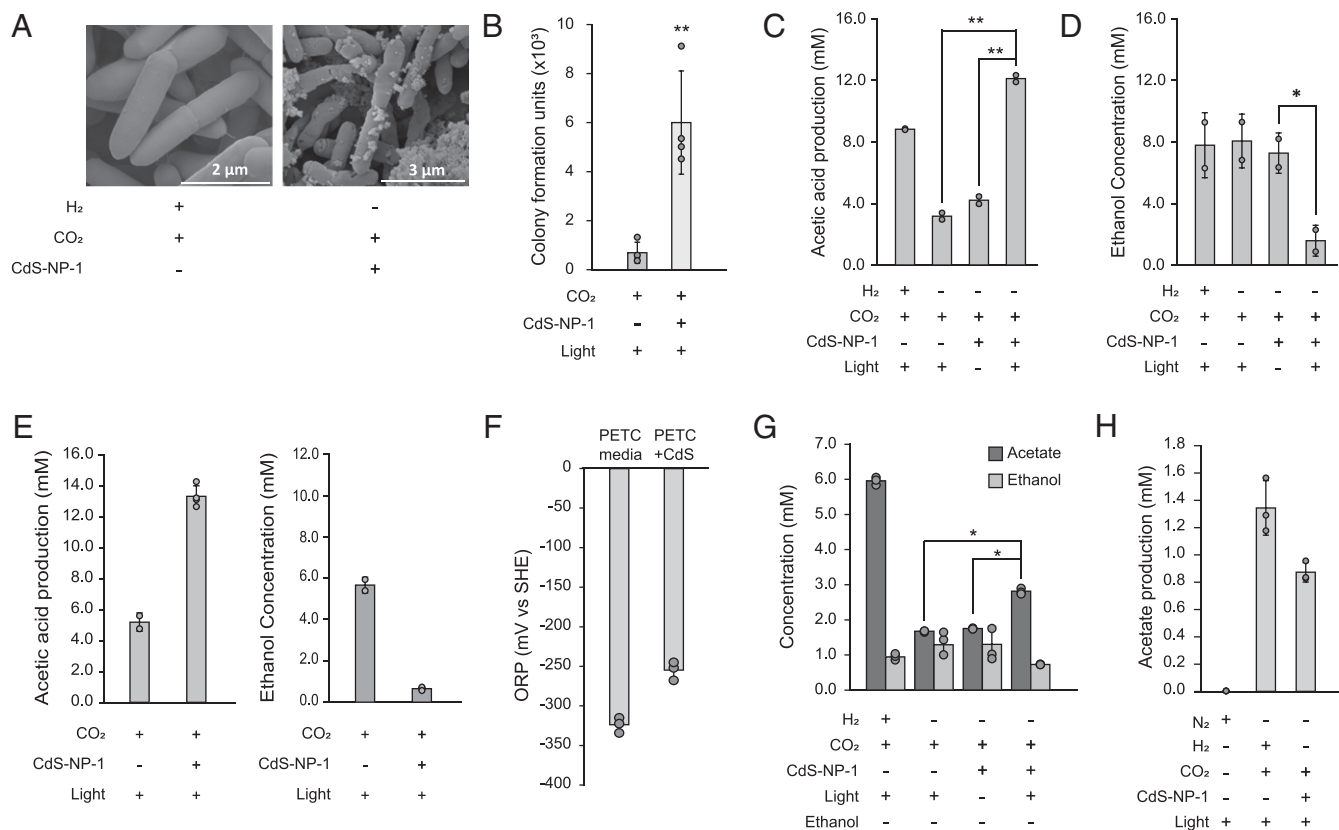 A
2 µm
3 µm
H₂ + -
CO₂ + +
CdS-NP-1 - +
B
Colony formation units (x10³)
10
8
6
4
2
0
**
CO₂ + +
CdS-NP-1 - +
Light + +
C
Acetic acid production (mM)
16.0
12.0
8.0
4.0
0.0
**
**
H₂ + - - -
CO₂ + + + +
CdS-NP-1 - - + +
Light + + - +
D
Ethanol Concentration (mM)
16.0
12.0
8.0
4.0
0.0
*
H₂ + - - -
CO₂ + + + +
CdS-NP-1 - - + +
Light + + - +
E
Acetic acid production (mM)
16.0
14.0
12.0
10.0
8.0
6.0
4.0
2.0
0.0
CO₂ + +
CdS-NP-1 - +
Light + +
Ethanol Concentration (mM)
12.0
10.0
8.0
6.0
4.0
2.0
0.0
CO₂ + +
CdS-NP-1 - +
Light + +
F
PETC media
PETC +CdS
ORP (mV vs SHE)
0
-50
-100
-150
-200
-250
-300
-350
-400
G
Acetate
Ethanol
Concentration (mM)
7.0
6.0
5.0
4.0
3.0
2.0
1.0
0.0
*
*
H₂ + - - -
CO₂ + + + +
CdS-NP-1 - - + +
Light + + - +
Ethanol - - - -
H
Acetate production (mM)
1.8
1.6
1.4
1.2
1.0
0.8
0.6
0.4
0.2
0.0
N₂ + - -
H₂ - + -
CO₂ - + +
CdS-NP-1 - - +
Light + + +